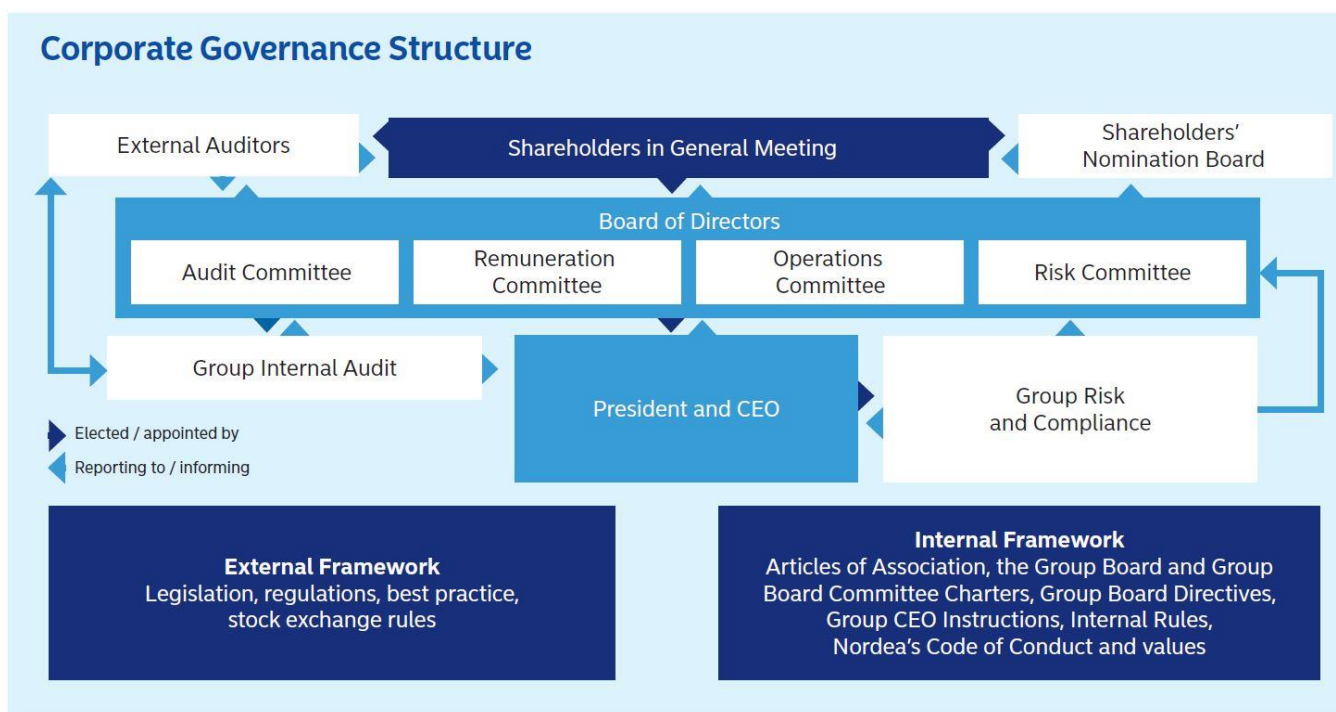 Corporate Governance Structure
External Auditors
Shareholders in General Meeting
Shareholders'
Nomination Board
Board of Directors
Audit Committee
Remuneration
Committee
Operations
Committee
Risk Committee
Group Internal Audit
President and CEO
Group Risk
and Compliance
Elected / appointed by
Reporting to / informing
External Framework
Legislation, regulations, best practice,
stock exchange rules
Internal Framework
Articles of Association, the Group Board and Group
Board Committee Charters, Group Board Directives,
Group CEO Instructions, Internal Rules,
Nordea's Code of Conduct and values